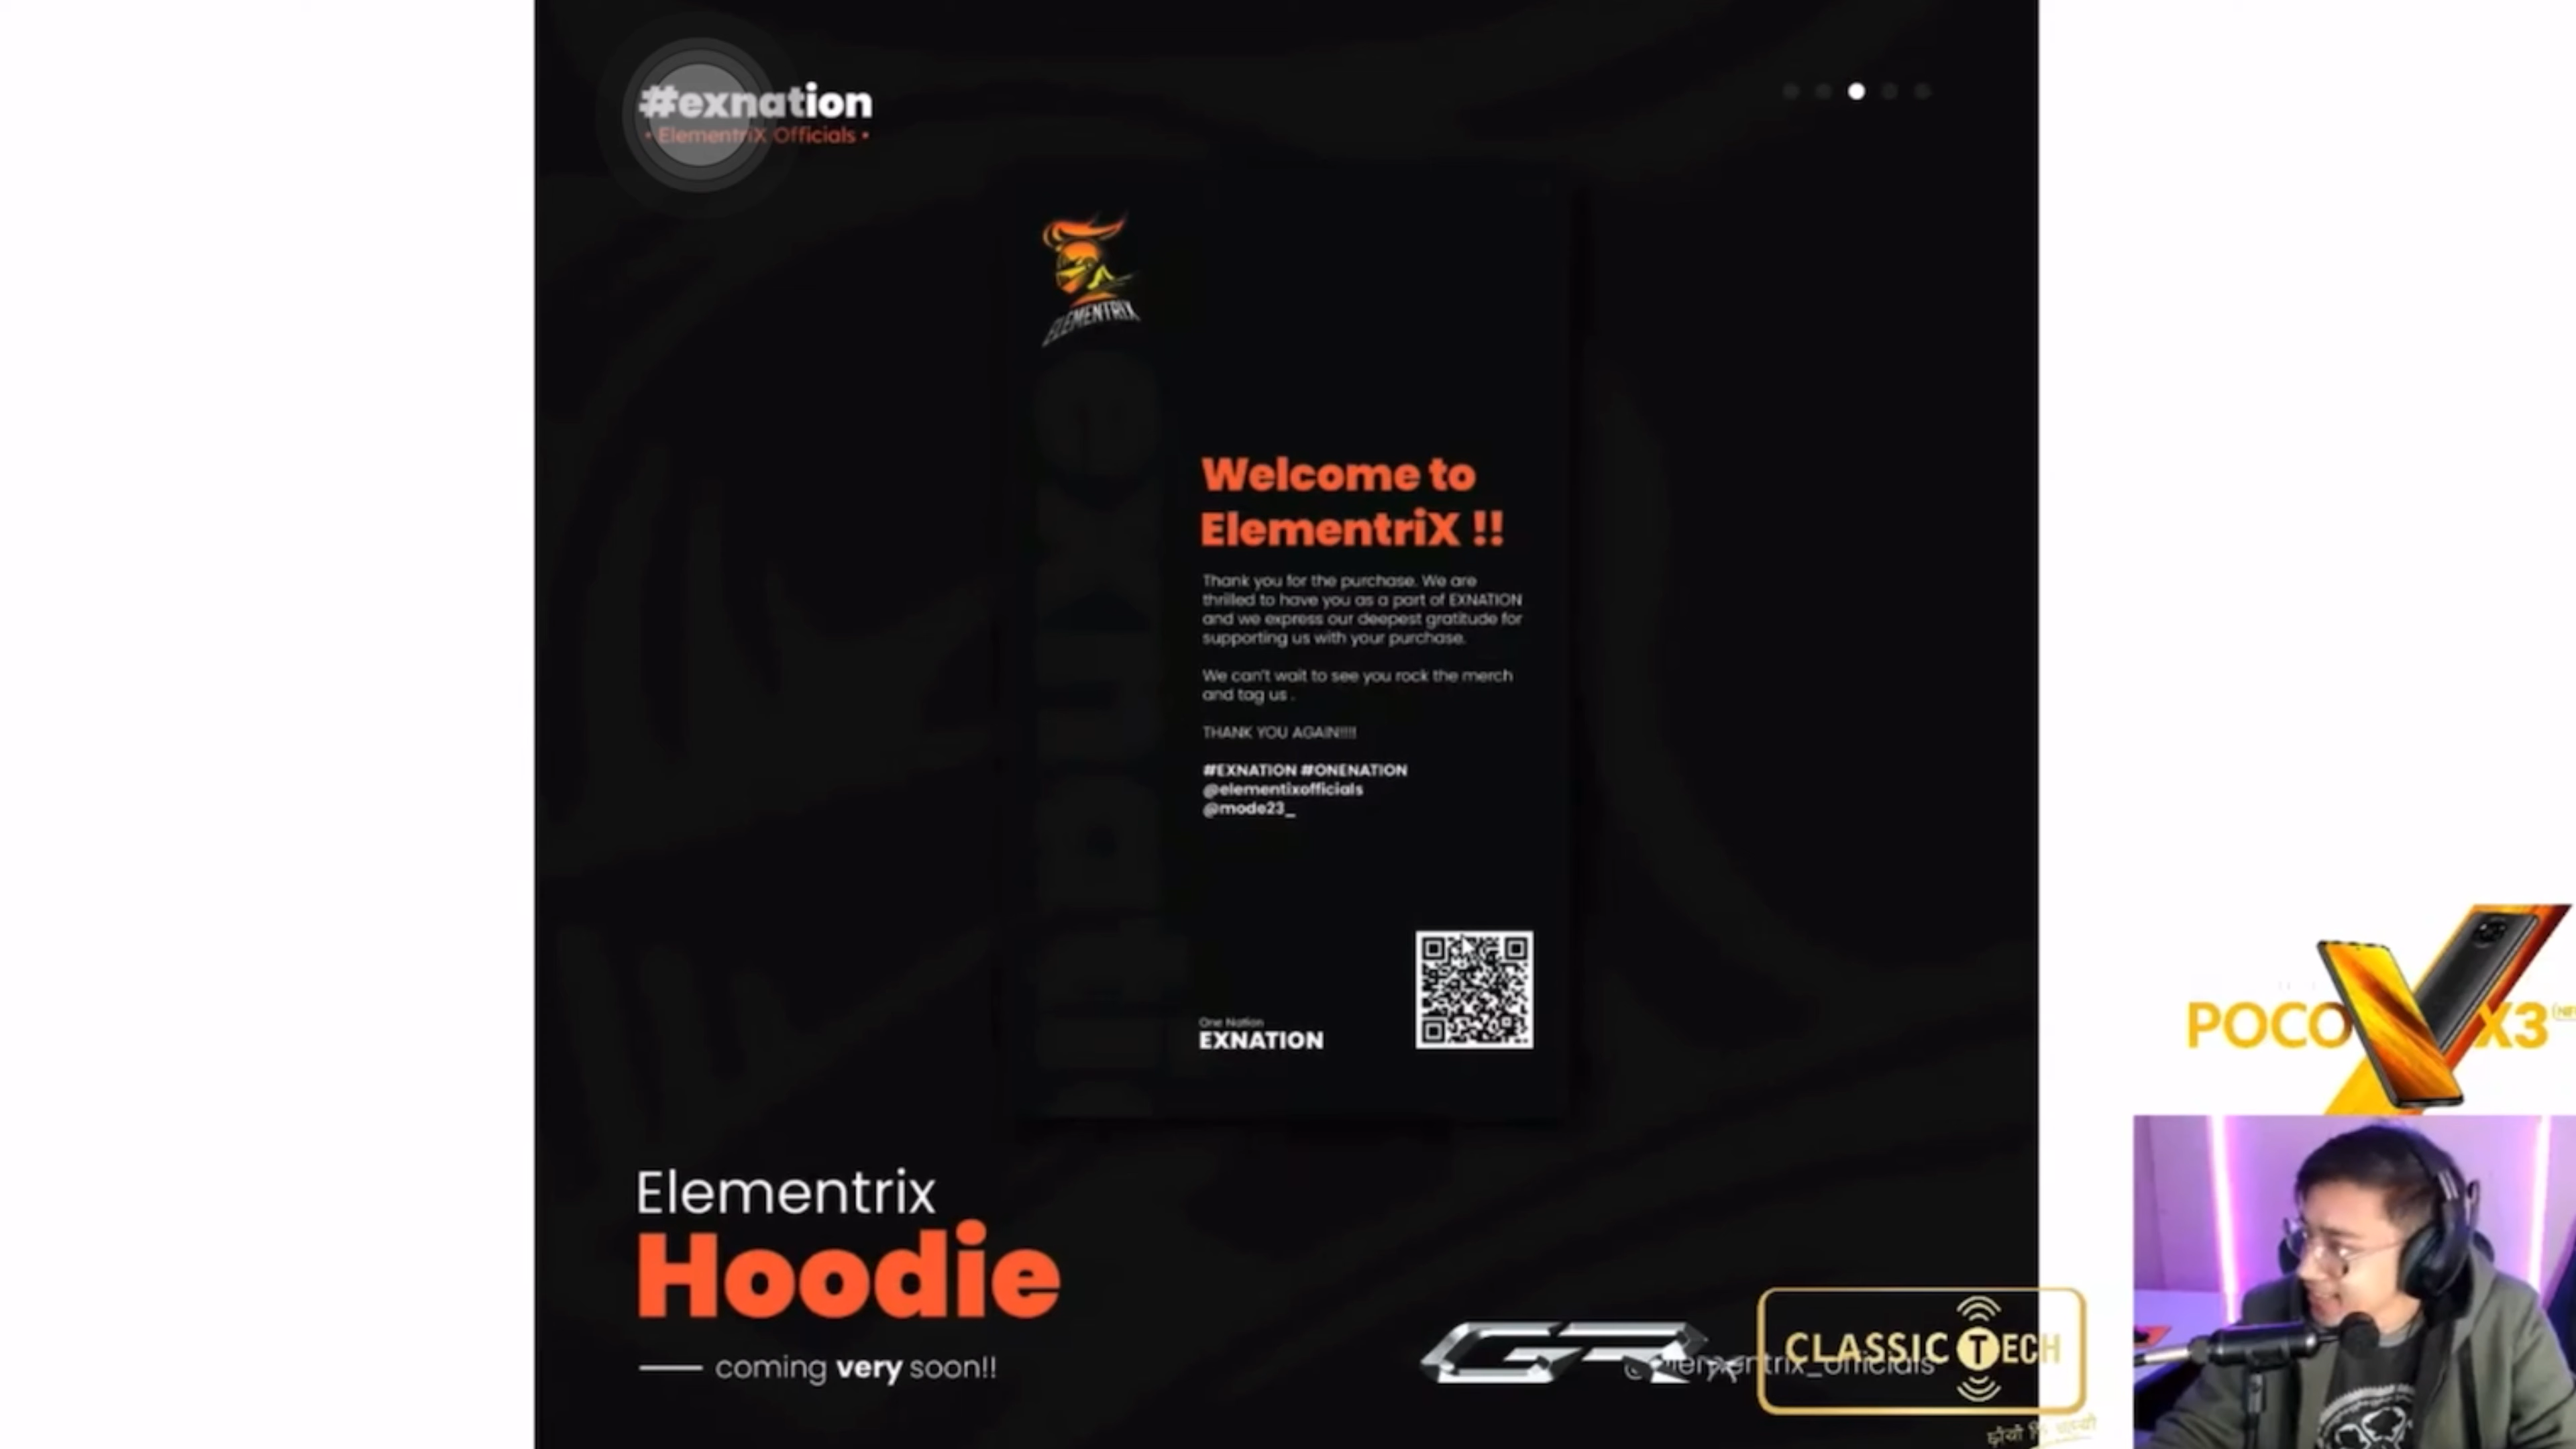 #exnation
• ElementriX Officials •
ELEMENTRIX
Welcome to
ElementriX !!
Thank you for the purchase. We are
thrilled to have you as a part of EXNATION
and we express our deepest gratitude for
supporting us with your purchase.
We can't wait to see you rock the merch
and tag us .
THANK YOU AGAIN!!!!
#EXNATION #ONENATION
@elementixofficials
@mode23_
One Nation
EXNATION
exnation
POCO X3
Elementrix
Hoodie
coming very soon!!
GR
CLASSIC TECH